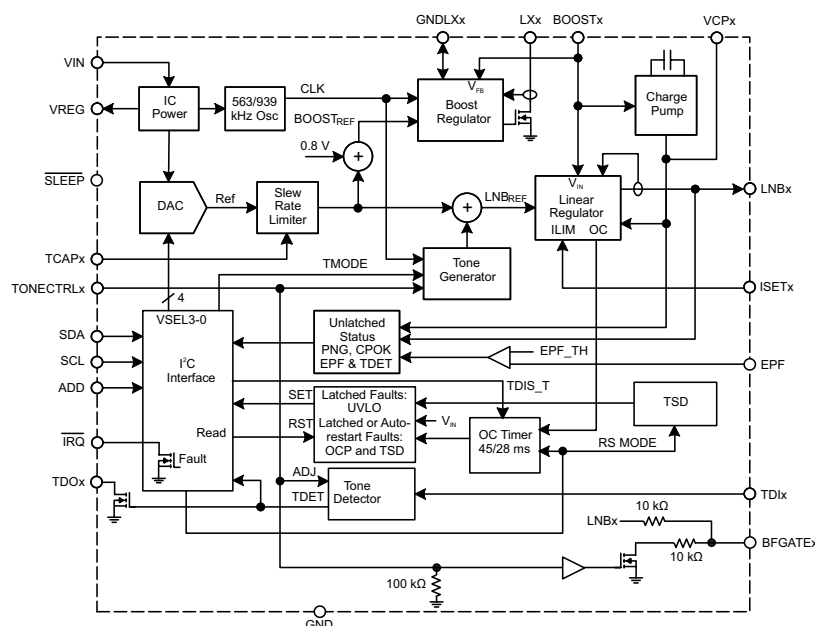 GNDLXx
LXx
BOOSTx
VCPx
VIN
VREG
IC
Power
563/939
kHz Osc
CLK
BOOSTREF
VFB
Boost
Regulator
Charge
Pump
0.8 V
+
SLEEP
DAC
Ref
Slew
Rate
Limiter
+
LNBREF
VIN
Linear
Regulator
ILIM OC
LNBx
TCAPx
TONECTRLx
TMODE
Tone
Generator
ISETx
4
VSEL3-0
SDA
SCL
ADD
I2C
Interface
Unlatched
Status
PNG, CPOK
EPF & TDET
EPF_TH
EPF
TDIS_T
SET
RST
Read
Latched Faults:
UVLO
Latched or Auto-
restart Faults:
OCP and TSD
VIN
OC Timer
45/28 ms
TSD
RS MODE
IRQ
Fault
TDOx
ADJ
TDET
Tone
Detector
TDIx
LNBx
10 kΩ
10 kΩ
BFGATEx
100 kΩ
GND